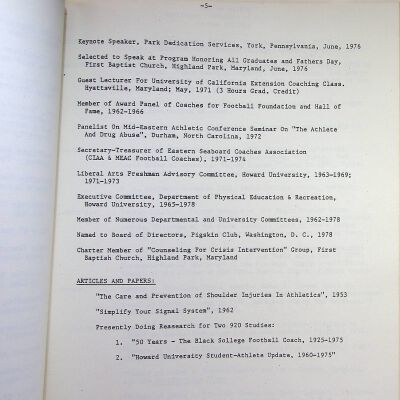 -5-
Keynote Speaker, Park Dedication Services, York, Pennsylvania, June, 1976
Selected to Speak at Program Honoring All Graduates and Fathers Day,
First Baptist Church, Highland Park, Maryland, June, 1976
Guest Lecturer For University of California Extension Coaching Class.
Hyattsville, Maryland; May, 1971 (3 Hours Grad. Credit)
Member of Award Panel of Coaches for Football Foundation and Hall of
Fame, 1962-1966
Panelist On Mid-Eastern Athletic Conference Seminar On "The Athlete
And Drug Abuse", Durham, North Carolina, 1972
Secretary-Treasurer of Eastern Seaboard Coaches Association
(CIAA & MEAC Football Coaches), 1971-1974
Liberal Arts Freshman Advisory Committee, Howard University, 1963-1969;
1971-1973
Executive Committee, Department of Physical Education & Recreation,
Howard University, 1965-1978
Member of Numerous Departmental and University Committees, 1962-1978
Named to Board of Directors, Pigskin Club, Washington, D. C., 1978
Charter Member of "Counseling For Crisis Intervention" Group, First
Baptish Church, Highland Park, Maryland
ARTICLES AND PAPERS:
"The Care and Prevention of Shoulder Injuries In Athletics", 1953
"Simplify Your Signal System", 1962
Presently Doing Reasearch for Two 920 Studies:
1. "50 Years - The Black Sollege Football Coach, 1925-1975
2. "Howard University Student-Athlete Update, 1960-1975"